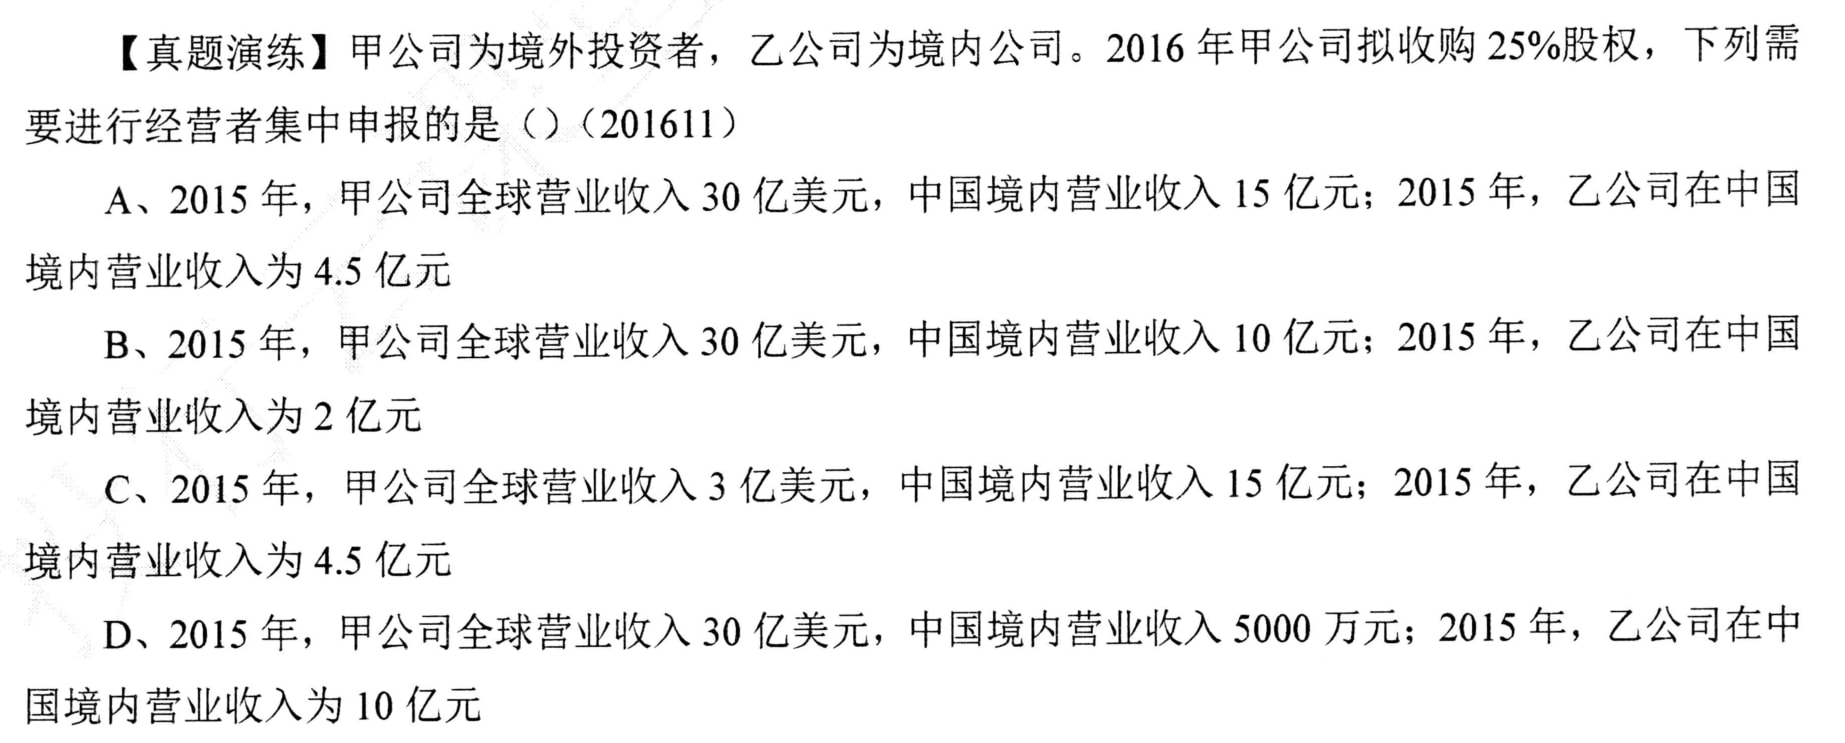 【真题演练】甲公司为境外投资者，乙公司为境内公司。2016 年甲公司拟收购 25%股权，下列需
要进行经营者集中申报的是（）（201611）
A、2015 年，甲公司全球营业收入 30 亿美元，中国境内营业收入 15 亿元；2015 年，乙公司在中国
境内营业收入为 4.5 亿元
B、2015 年，甲公司全球营业收入 30 亿美元，中国境内营业收入 10 亿元；2015 年，乙公司在中国
境内营业收入为 2 亿元
C、2015 年，甲公司全球营业收入 3 亿美元，中国境内营业收入 15 亿元；2015 年，乙公司在中国
境内营业收入为 4.5 亿元
D、2015 年，甲公司全球营业收入 30 亿美元，中国境内营业收入 5000 万元；2015 年，乙公司在中
国境内营业收入为 10 亿元